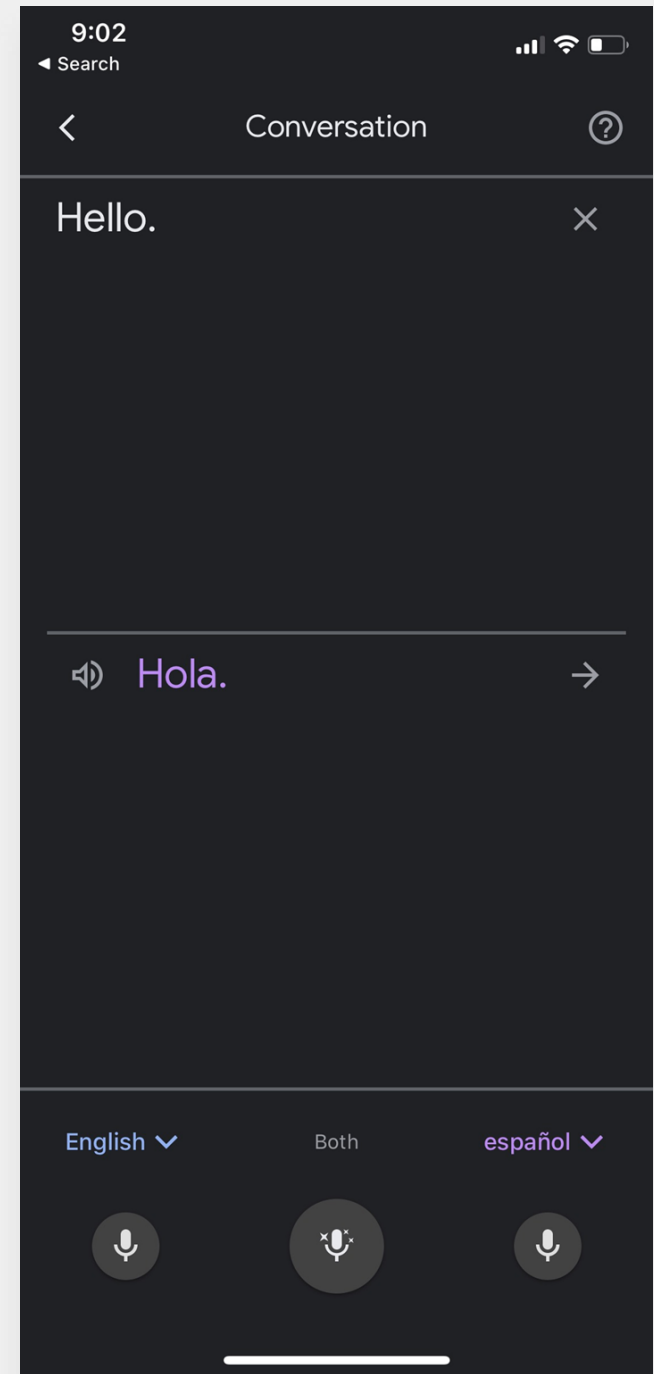 9:02
◀ Search
Conversation
Hello.
Hola.
English Both español